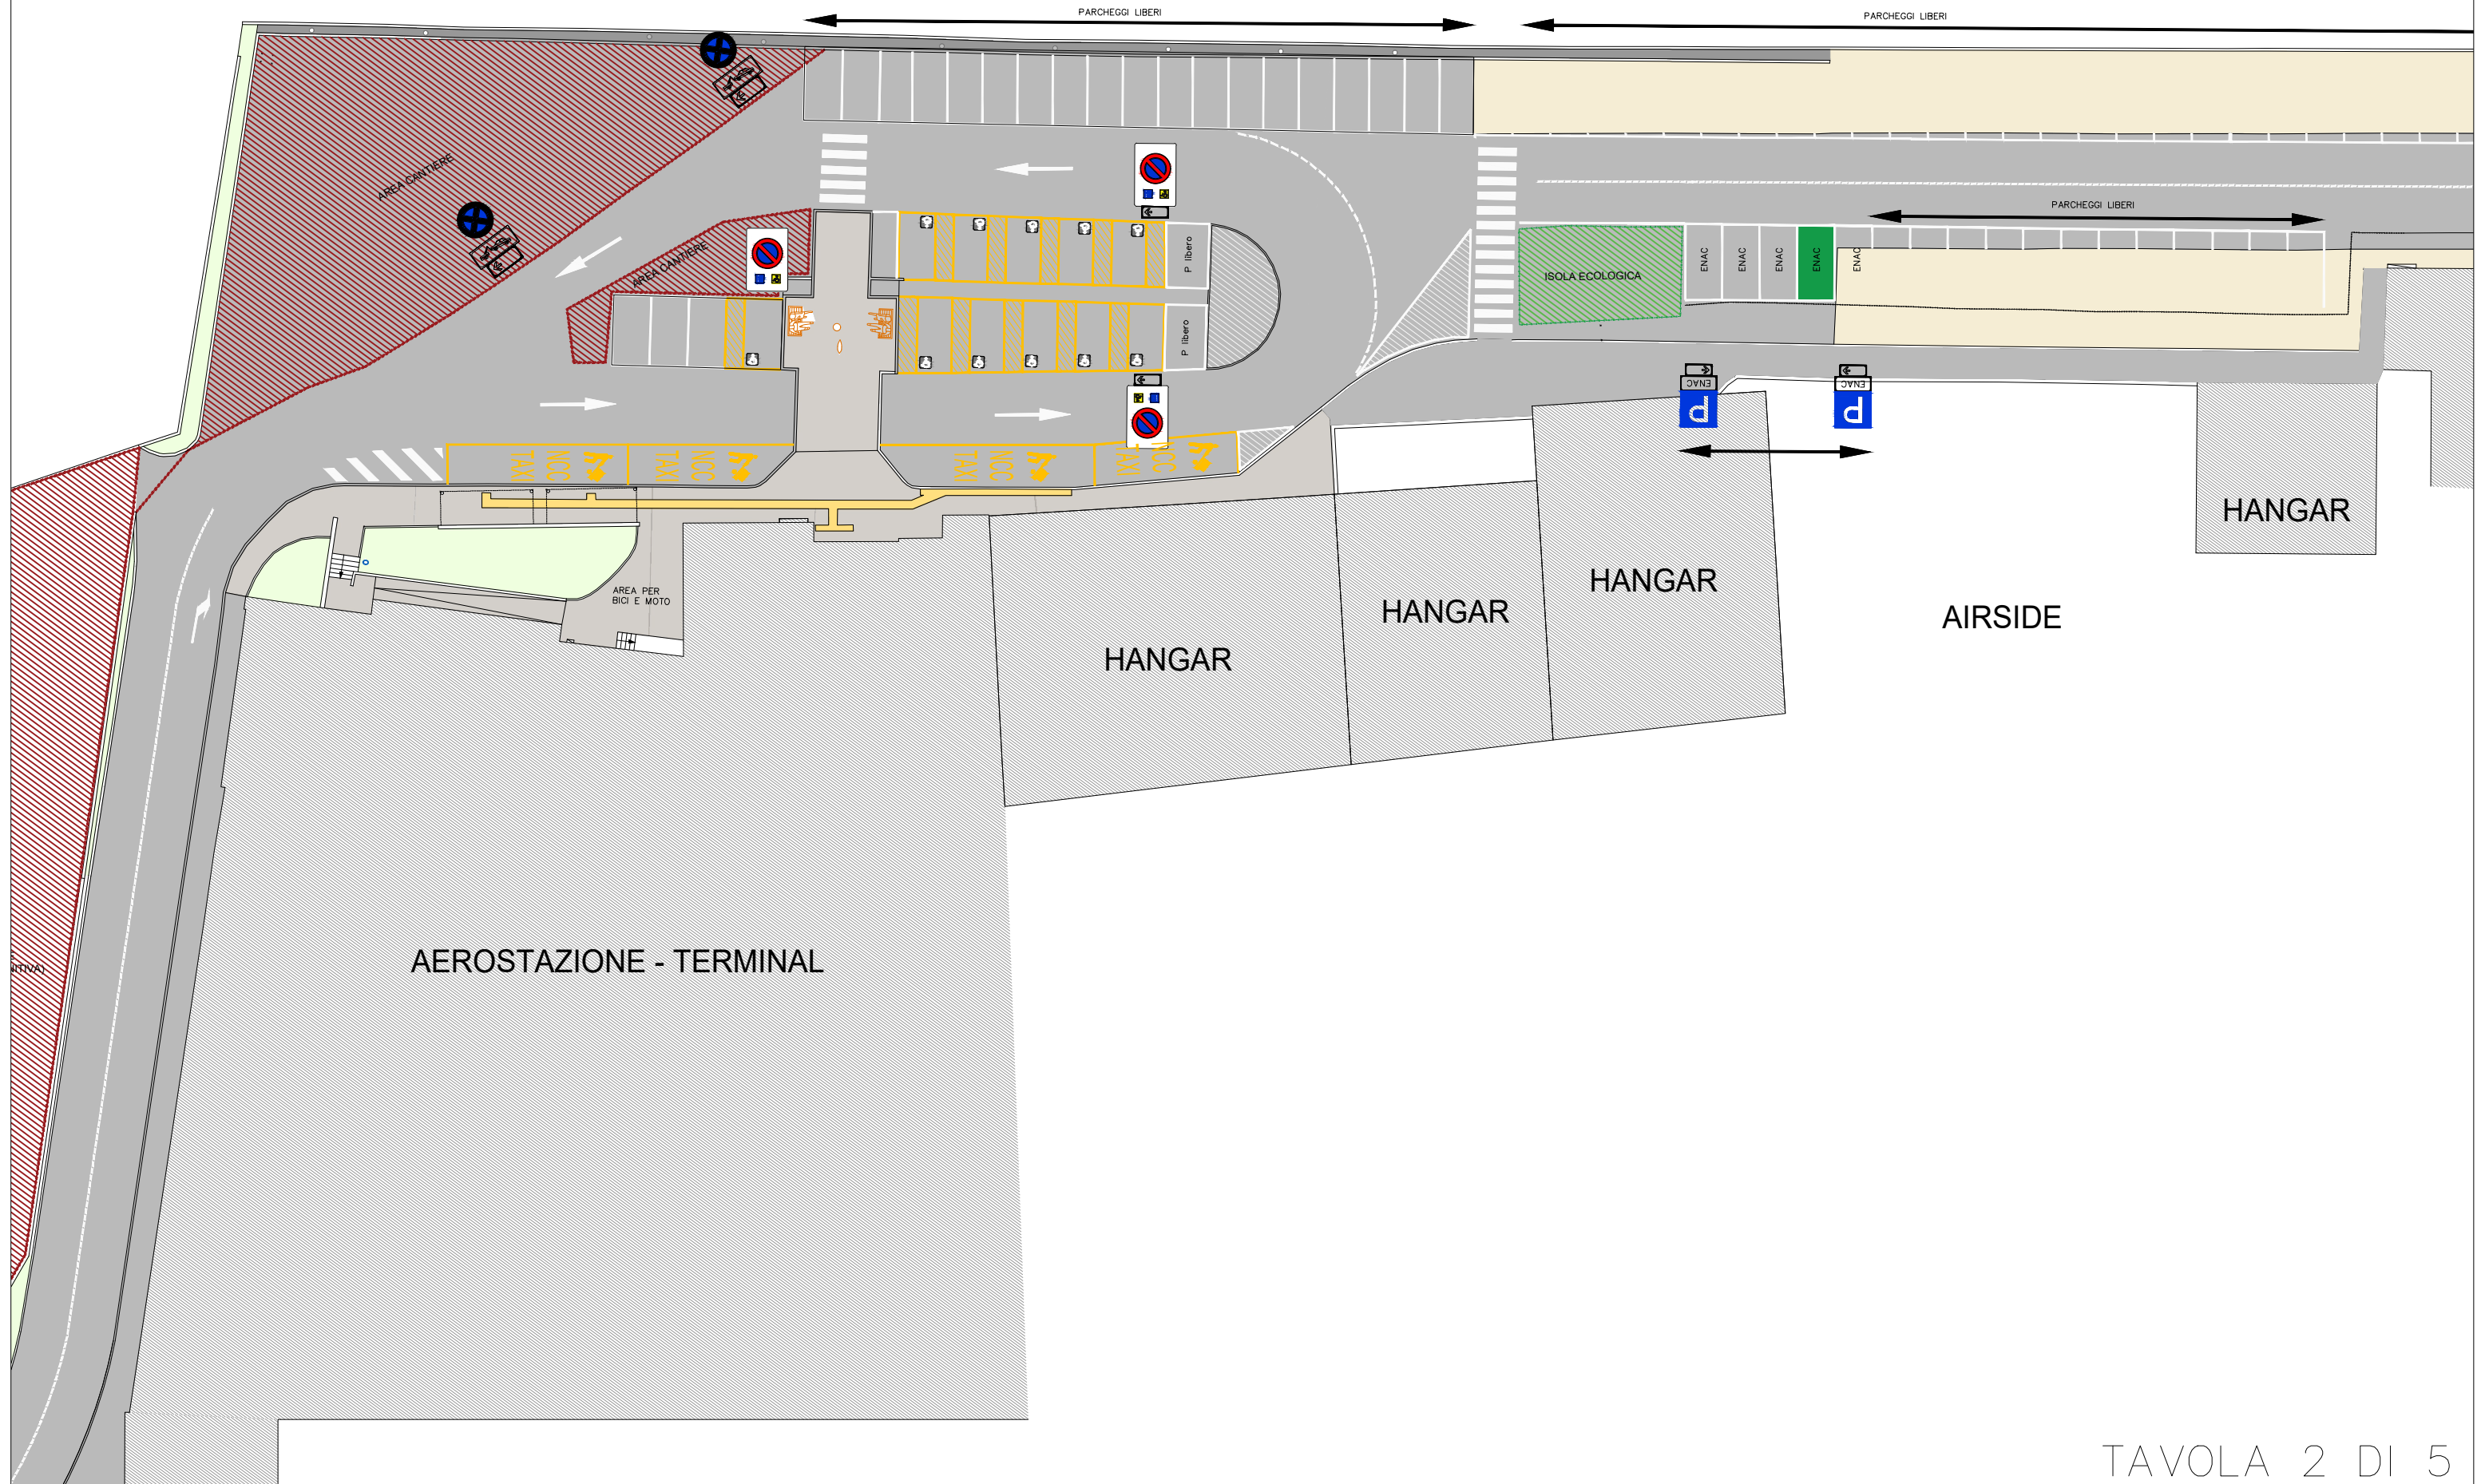 PARCHEGGI LIBERI
PARCHEGGI LIBERI
AREA CANTIERE
PARCHEGGI LIBERI
AREA CANTIERE
P libero
ISOLA ECOLOGICA
ENAC
ENAC
ENAC
ENAC
ENAC
P libero
ENAC
ENAC
P
P
TAXI
NCC
TAXI
NCC
TAXI
NCC
TAXI
NCC
HANGAR
AREA PER
BICI E MOTO
HANGAR
HANGAR
HANGAR
AIRSIDE
AEROSTAZIONE - TERMINAL
NITIVA)
TAVOLA 2 DI 5